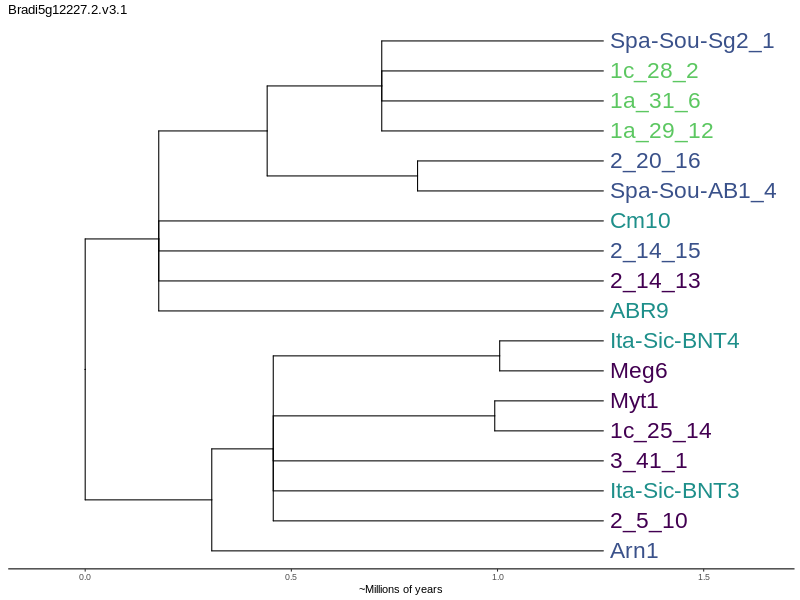 Bradi5g12227.2.v3.1
Spa-Sou-Sg2_1
1c_28_2
1a_31_6
1a_29_12
2_20_16
Spa-Sou-AB1_4
Cm10
2_14_15
2_14_13
ABR9
Ita-Sic-BNT4
Meg6
Myt1
1c_25_14
3_41_1
Ita-Sic-BNT3
2_5_10
Arn1
0.0 0.5 1.0 1.5
~Millions of years